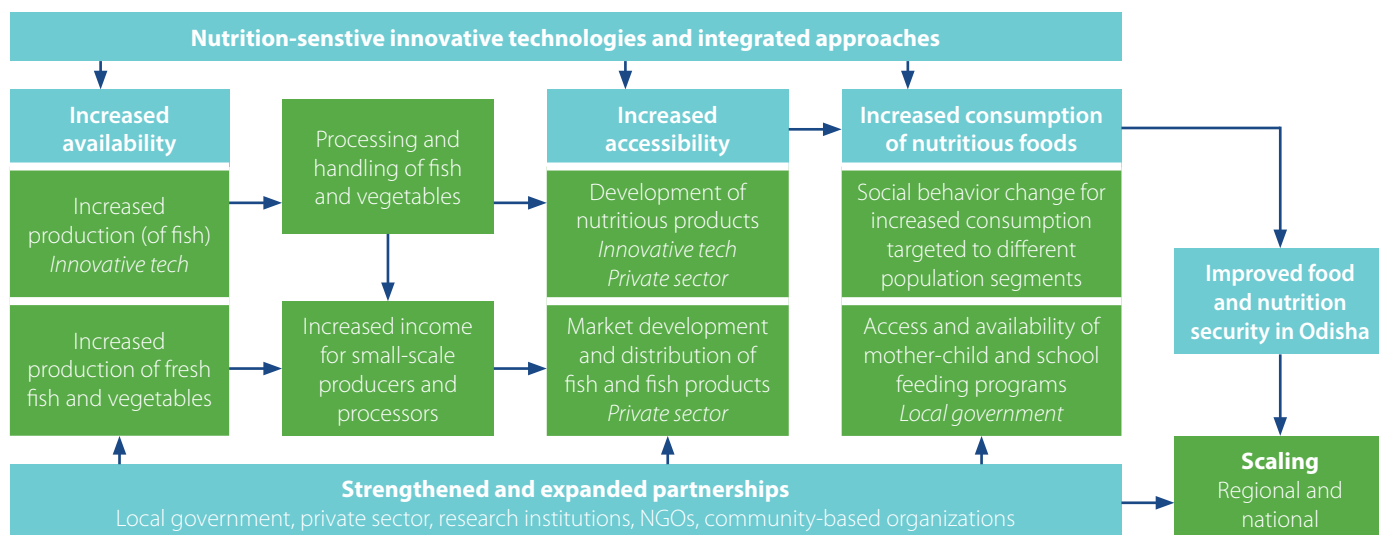 Nutrition-senstive innovative technologies and integrated approaches
Increased
availability
Increased
production (of fish)
Innovative tech
Increased
production of fresh
fish and vegetables
Processing and
handling of fish
and vegetables
Increased income
for small-scale
producers and
processors
Increased
accessibility
Development of
nutritious products
Innovative tech
Private sector
Market development
and distribution of
fish and fish products
Private sector
Increased consumption
of nutritious foods
Social behavior change for
increased consumption
targeted to different
population segments
Access and availability of
mother-child and school
feeding programs
Local government
Improved food
and nutrition
security in Odisha
Strengthened and expanded partnerships
Local government, private sector, research institutions, NGOs, community-based organizations
Scaling
Regional and
national